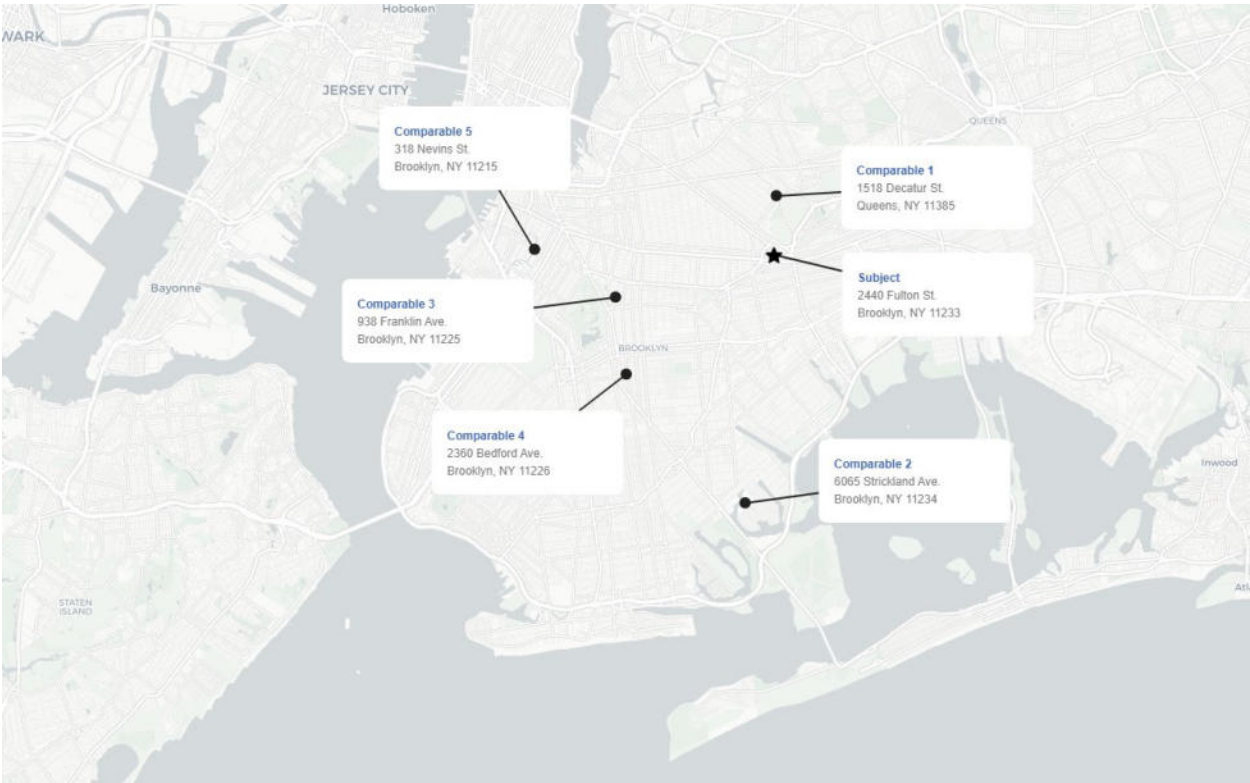 Hoboken
WARK
JERSEY CITY
Comparable 5
318 Nevins St.
Brooklyn, NY 11215
QUEENS
Comparable 1
1518 Decatur St.
Queens, NY 11385
Subject
2440 Fulton St.
Brooklyn, NY 11233
Bayonne
Comparable 3
938 Franklin Ave.
Brooklyn, NY 11225
BROOKLYN
Comparable 4
2360 Bedford Ave.
Brooklyn, NY 11226
Comparable 2
6065 Strickland Ave.
Brooklyn, NY 11234
Inwood
Atl
STATEN
ISLAND